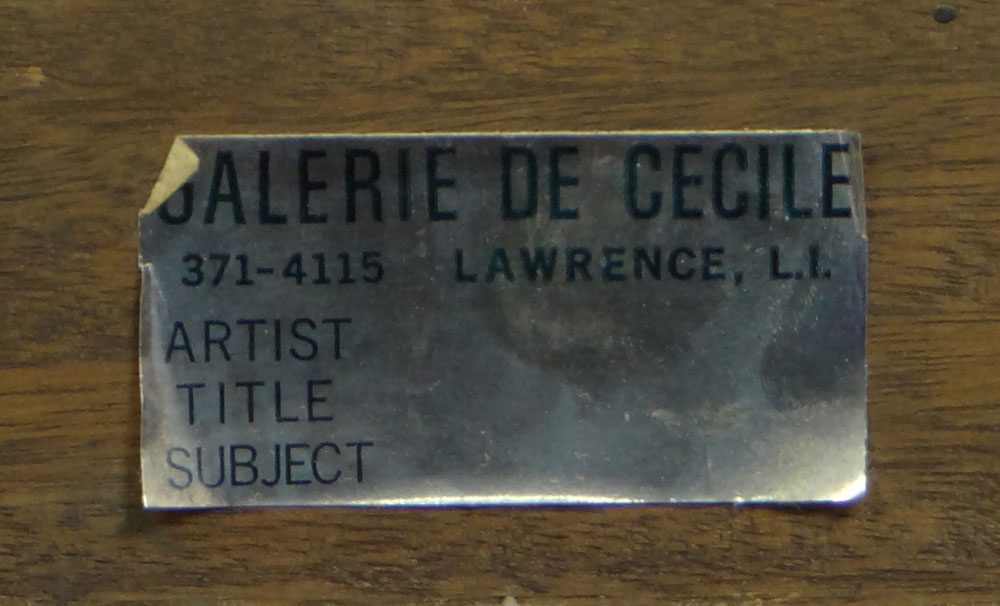 GALERIE DE CECILE
371-4115 LAWRENCE, L.I.
ARTIST
TITLE
SUBJECT